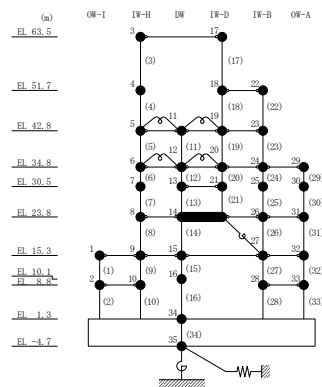 (m) OW-I IW-H DW IW-D IW-B OW-A
EL 63.5 3 17
(3) (17)
EL 51.7 4 18 22
(4) (18) (22)
11 19
EL 42.8 5 23
(5) (11) (19) (23)
12 20
EL 34.8 6 24 29
(6) (12) (20) (24) (29)
EL 30.5 7 13 21 25 30
(7) (13) (21) (25) (30)
EL 23.8 8 14 26 31
(8) (14) (26) (31)
27
EL 15.3 1 9 15 32
(1) (9) (15) (27) (32)
EL 10.1 16
EL 8.8 2 10 28 33
(2) (10) (16) (28) (33)
EL 1.3 34
(34)
EL -4.7 35